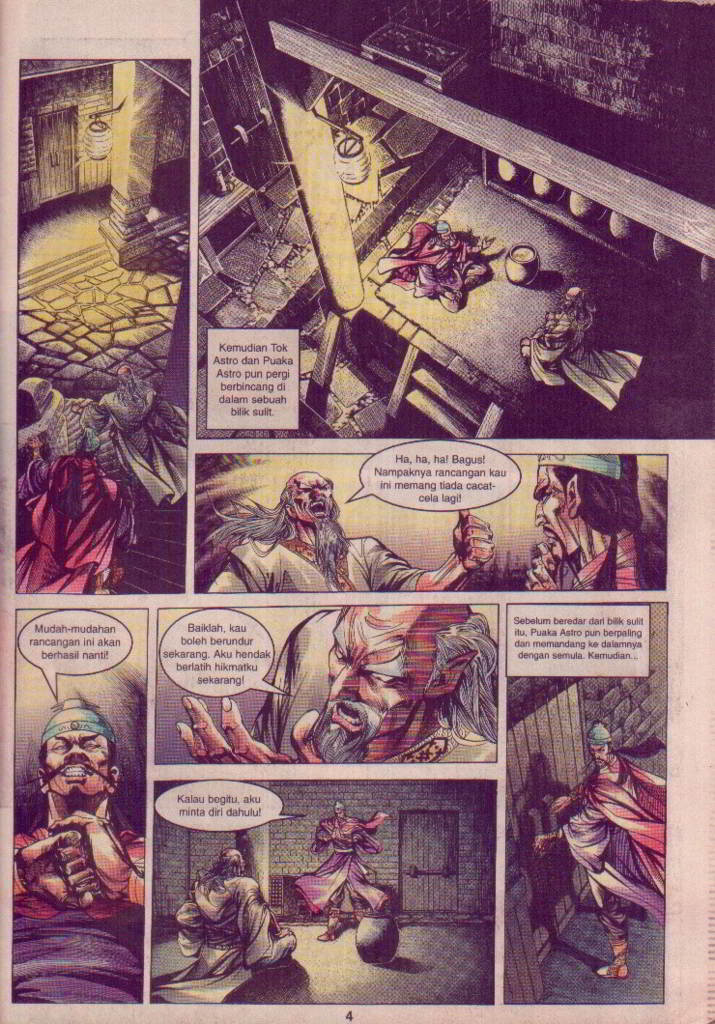 Kemudian Tok
Astro dan Puaka
Astro pun pergi
berbincang di
dalam sebuah
bilik sulit.
Ha, ha, ha! Bagus!
Nampaknya rancangan kau
ini memang tiada cacat-
cela lagi!
Mudah-mudahan
rancangan ini akan
berhasil nanti!
Baiklah, kau
boleh berundur
sekarang. Aku hendak
berlatih hikmatku
sekarang!
Kalau begitu, aku
minta diri dahulu!
Sebelum beredar dari bilik sulit
itu, Puaka Astro pun berpaling
dan memandang ke dalamnya
dengan semula. Kemudian...
4